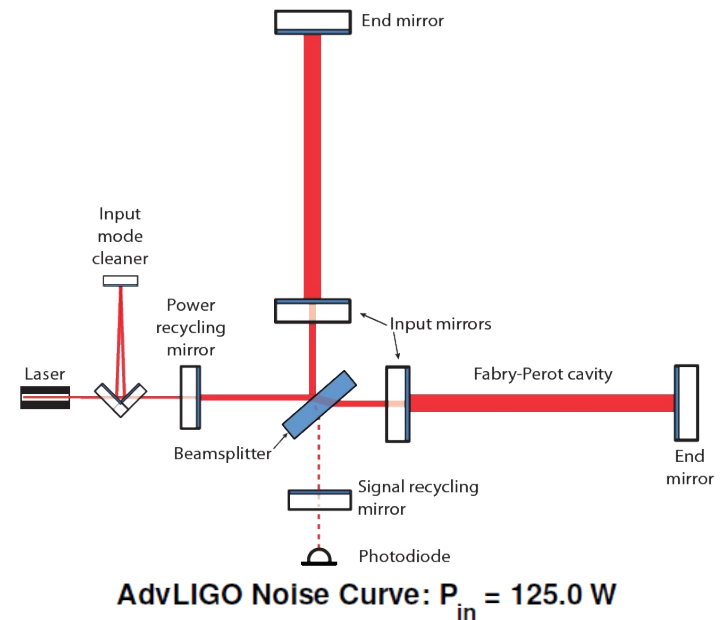 End mirror
Input
mode
cleaner
Power
recycling
mirror
Input mirrors
Laser
Fabry-Perot cavity
Beamsplitter
End
mirror
Signal recycling
mirror
Photodiode
AdvLIGO Noise Curve: P_in = 125.0 W